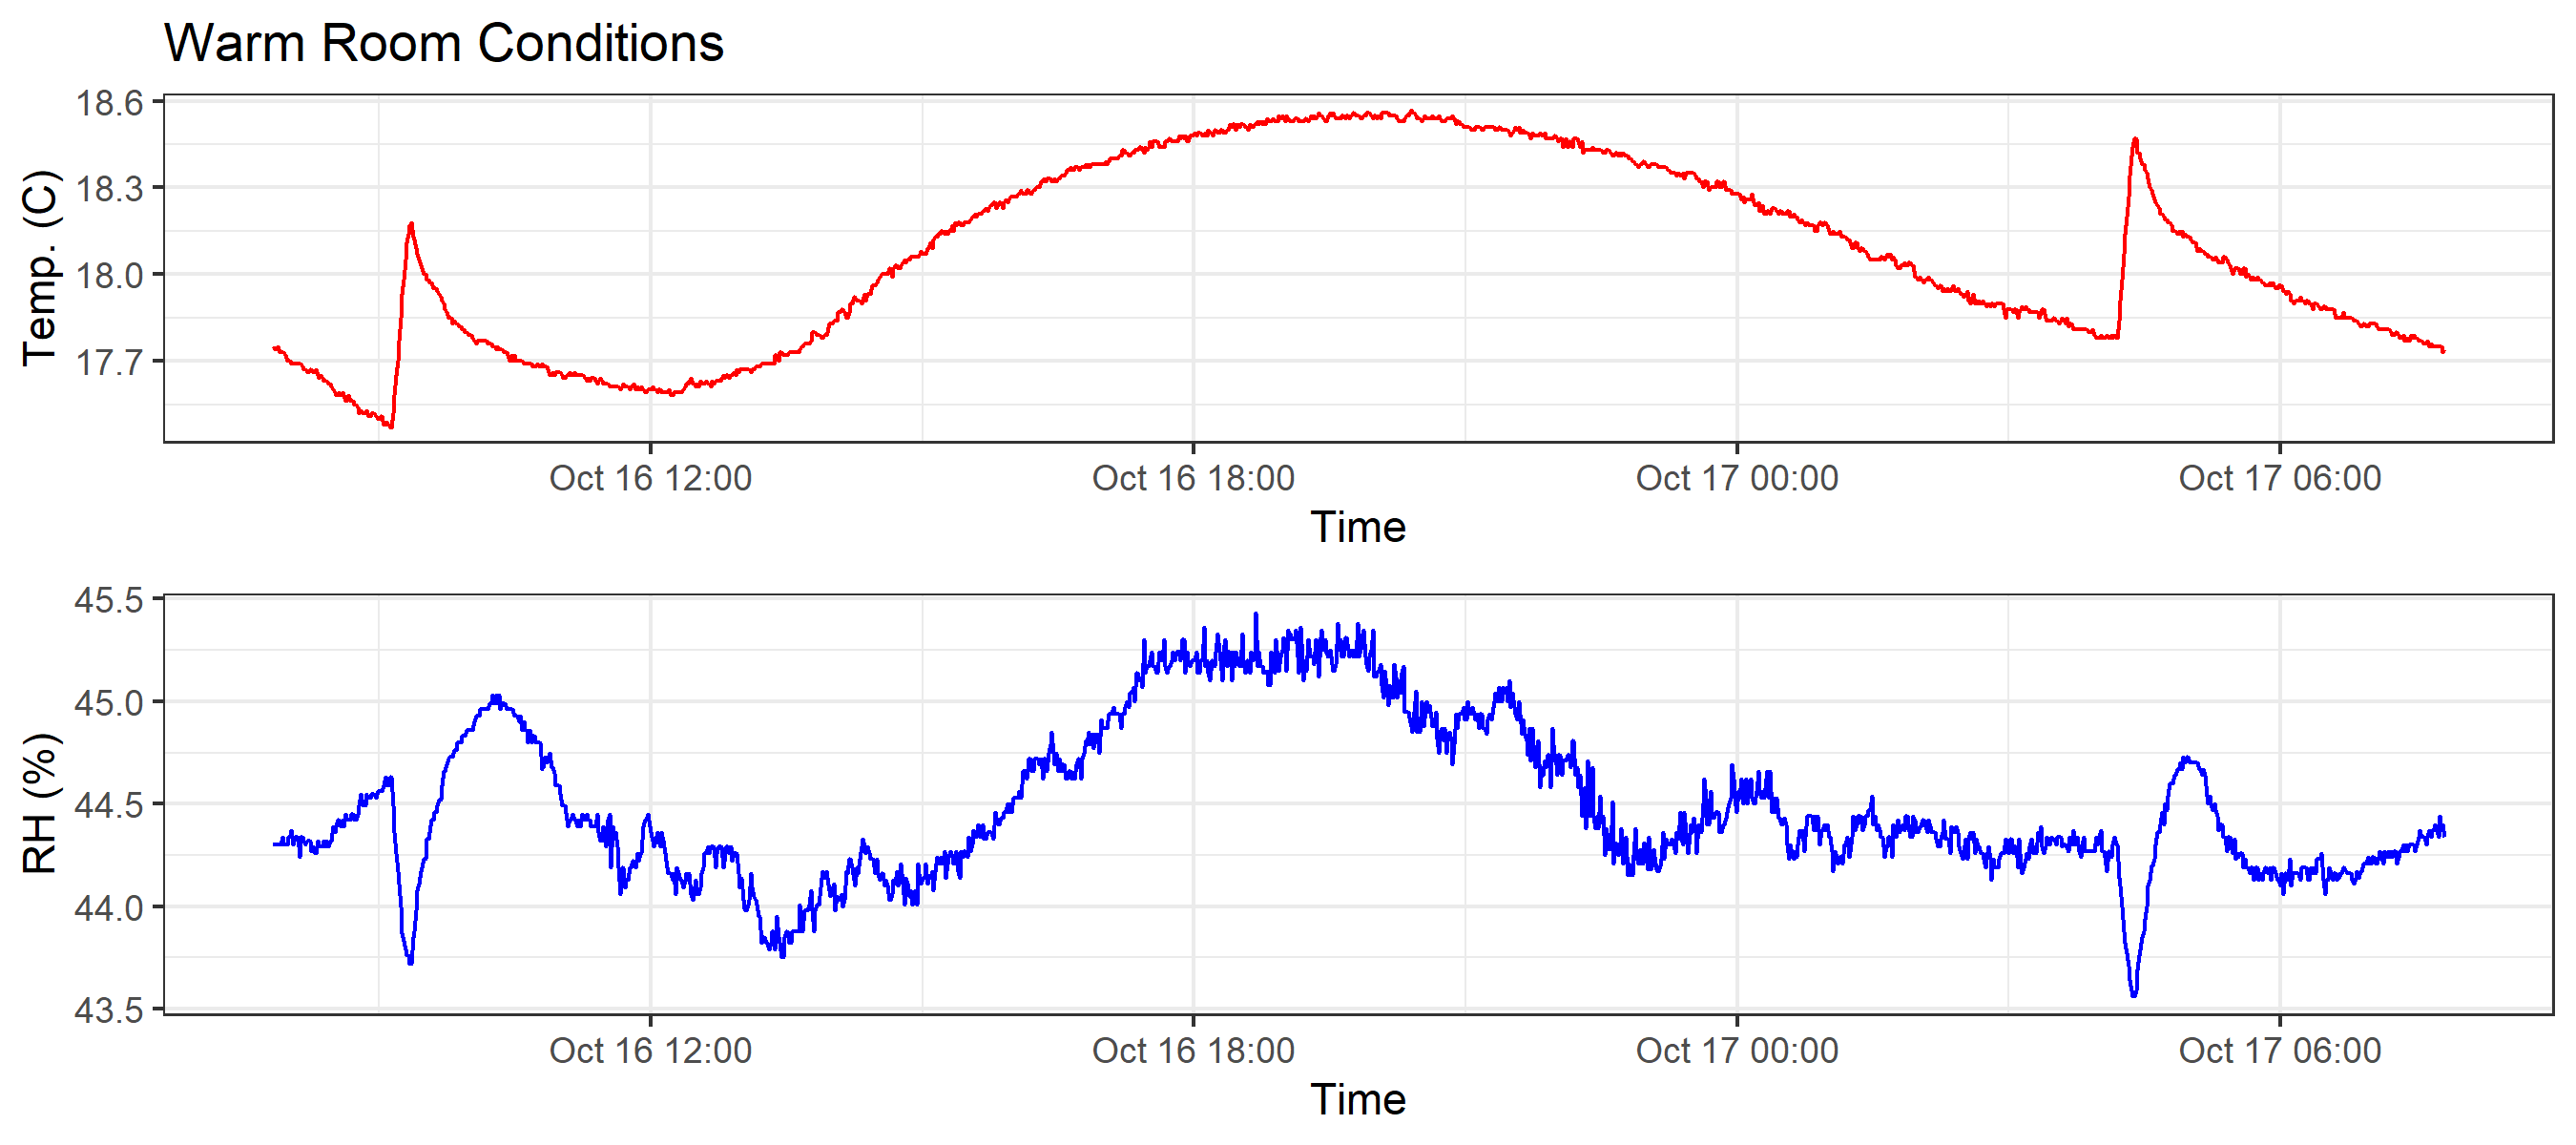 Warm Room Conditions
18.6
18.3
18.0
17.7
Temp. (C)
Oct 16 12:00 Oct 16 18:00 Oct 17 00:00 Oct 17 06:00
Time
45.5
45.0
44.5
44.0
43.5
RH (%)
Oct 16 12:00 Oct 16 18:00 Oct 17 00:00 Oct 17 06:00
Time